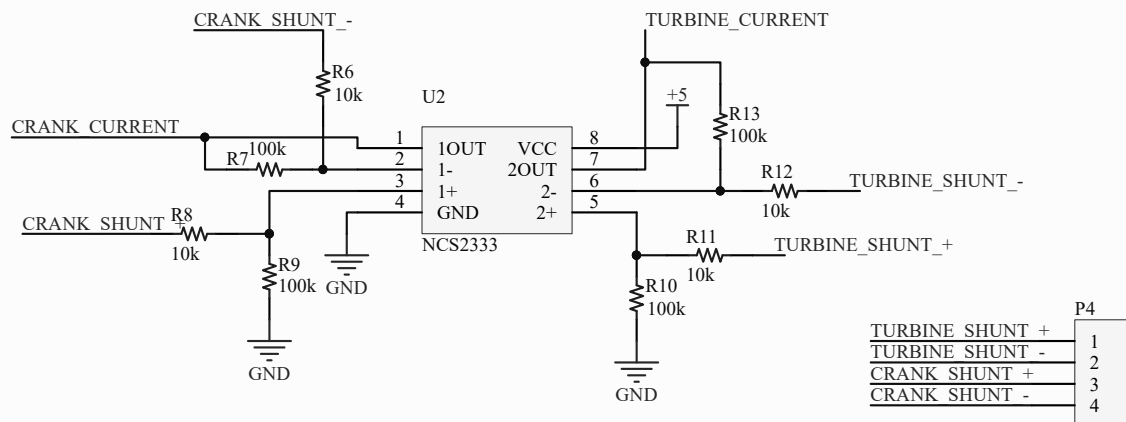 CRANK_SHUNT_-
TURBINE_CURRENT
R6
10k
U2
+5
R13
100k
CRANK_CURRENT
100k
R7
1 1OUT VCC 8
2 1- 2OUT 7
3 1+ 2- 6
4 GND 2+ 5
NCS2333
R12
10k
TURBINE_SHUNT_-
CRANK_SHUNT_+
R8
10k
R9
100k
GND
GND
R11
10k
TURBINE_SHUNT_+
R10
100k
GND
P4
TURBINE_SHUNT_+ 1
TURBINE_SHUNT_- 2
CRANK_SHUNT_+ 3
CRANK_SHUNT_- 4